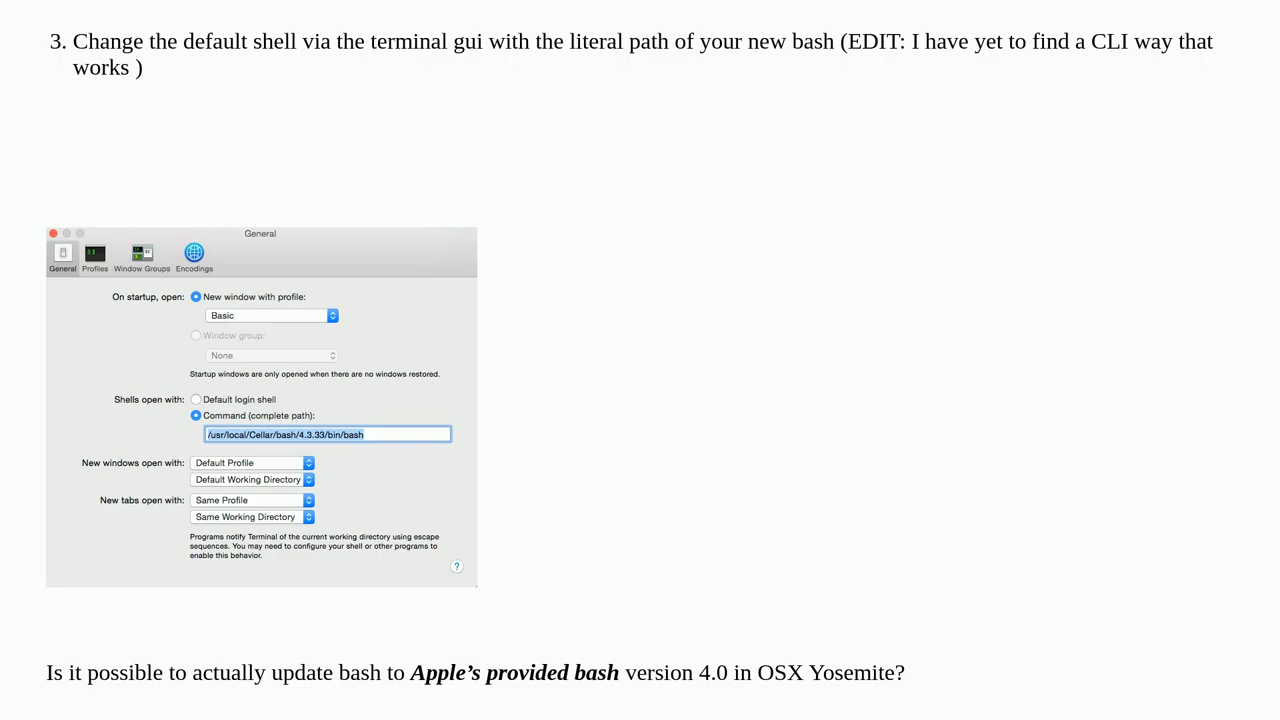 3. Change the default shell via the terminal gui with the literal path of your new bash (EDIT: I have yet to find a CLI way that
works )
General
General Profiles Window Groups Encodings
On startup, open: New window with profile:
Basic
Window group:
None
Startup windows are only opened when there are no windows restored.
Shells open with: Default login shell
Command (complete path):
/usr/local/Cellar/bash/4.3.33/bin/bash
New windows open with: Default Profile
Default Working Directory
New tabs open with: Same Profile
Same Working Directory
Programs notify Terminal of the current working directory using escape
sequences. You may need to configure your shell or other programs to
enable this behavior.
?
Is it possible to actually update bash to Apple’s provided bash version 4.0 in OSX Yosemite?